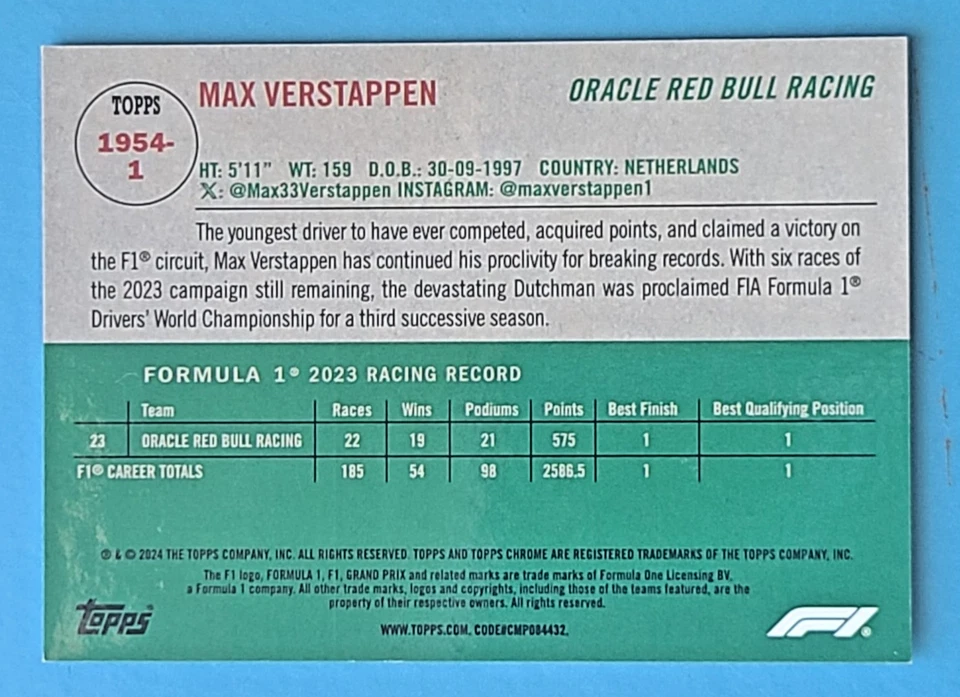 TOPPS
1954-
1
MAX VERSTAPPEN
ORACLE RED BULL RACING
HT: 5'11" WT: 159 D.O.B.: 30-09-1997 COUNTRY: NETHERLANDS
X: @Max33Verstappen INSTAGRAM: @maxverstappen1
The youngest driver to have ever competed, acquired points, and claimed a victory on
the F1® circuit, Max Verstappen has continued his proclivity for breaking records. With six races of
the 2023 campaign still remaining, the devastating Dutchman was proclaimed FIA Formula 1®
Drivers' World Championship for a third successive season.
FORMULA 1® 2023 RACING RECORD
Team Races Wins Podiums Points Best Finish Best Qualifying Position
23 ORACLE RED BULL RACING 22 19 21 575 1 1
F1® CAREER TOTALS 185 54 98 2586.5 1 1
® & © 2024 THE TOPPS COMPANY, INC. ALL RIGHTS RESERVED. TOPPS AND TOPPS CHROME ARE REGISTERED TRADEMARKS OF THE TOPPS COMPANY, INC.
The F1 logo, FORMULA 1, F1, GRAND PRIX and related marks are trade marks of Formula One Licensing BV,
a Formula 1 company. All other trade marks, logos and copyrights, including those of the teams featured, are the
property of their respective owners. All rights reserved.
WWW.TOPPS.COM. CODE#CMP084432.
Topps®
F1®